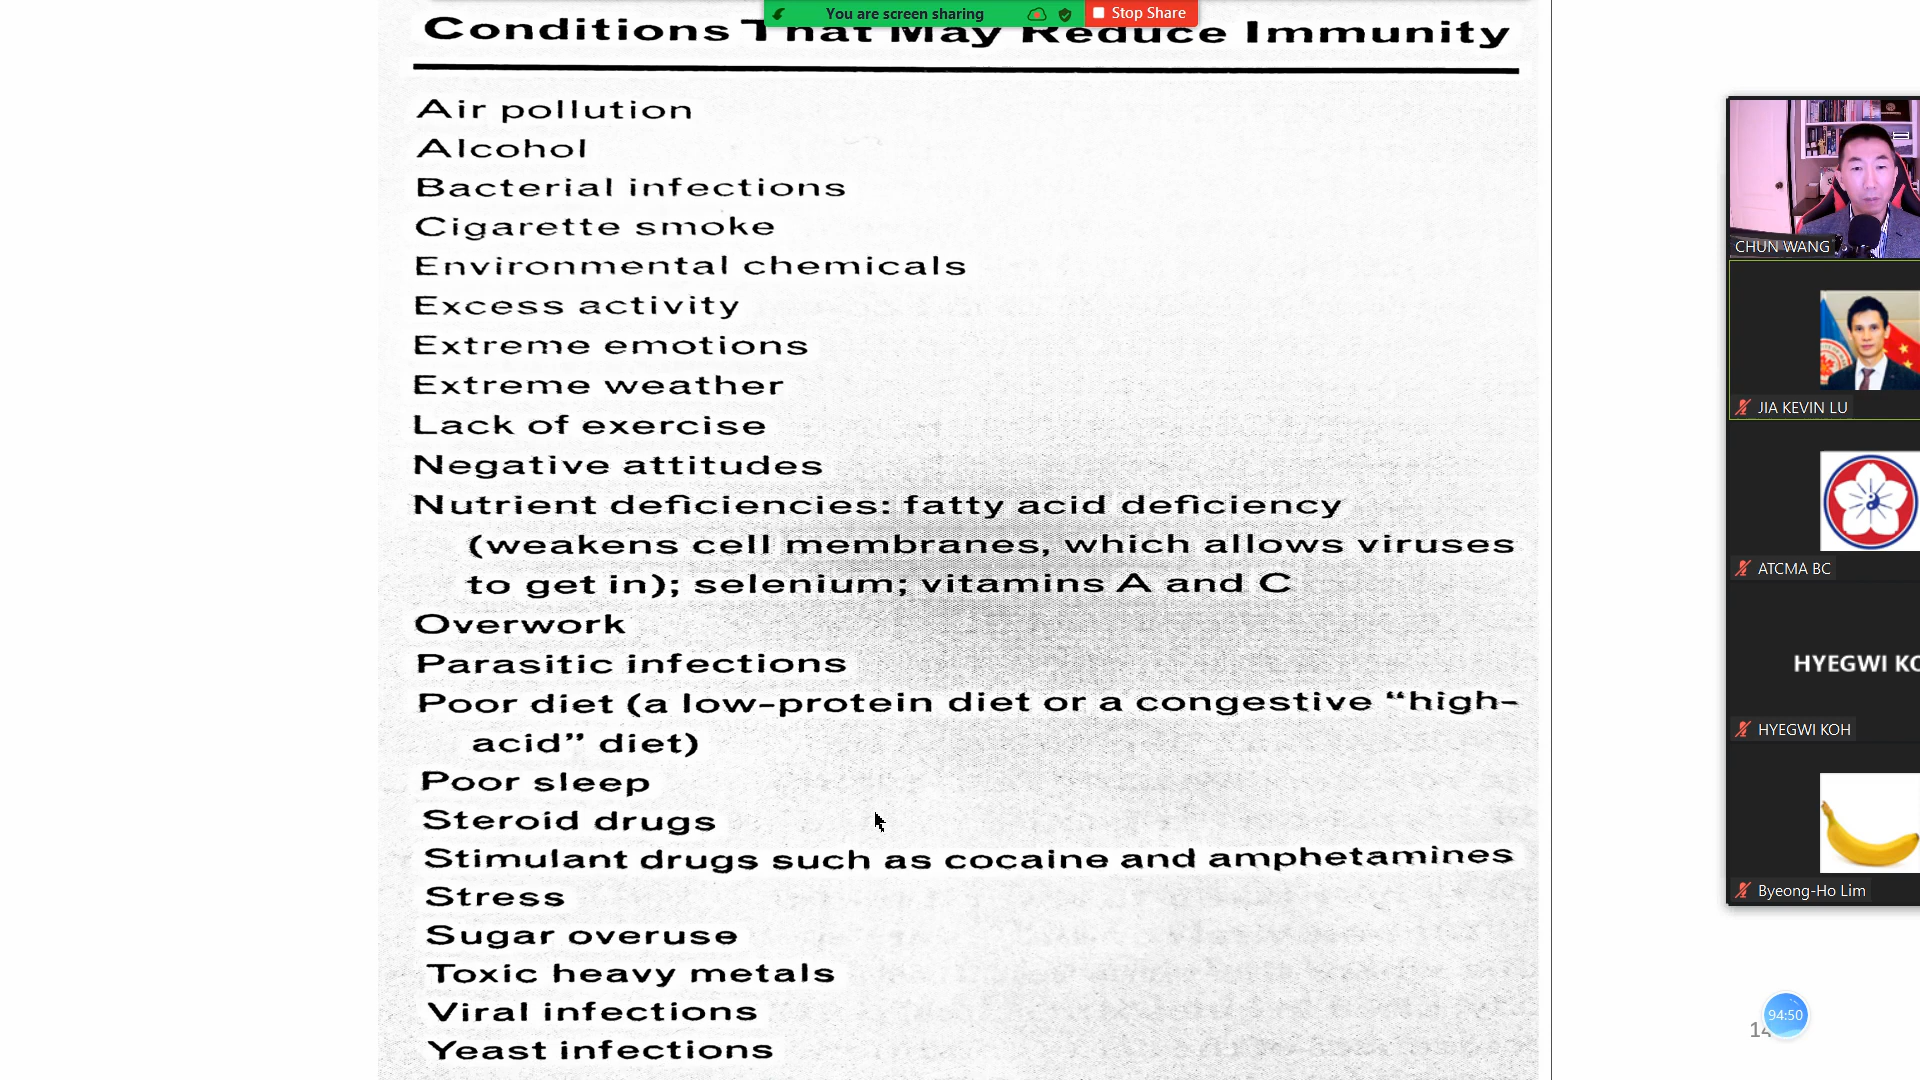 You are screen sharing
Stop Share
Conditions That May Reduce Immunity
Air pollution
Alcohol
Bacterial infections
Cigarette smoke
Environmental chemicals
Excess activity
Extreme emotions
Extreme weather
Lack of exercise
Negative attitudes
Nutrient deficiencies: fatty acid deficiency
(weakens cell membranes, which allows viruses
to get in); selenium; vitamins A and C
Overwork
Parasitic infections
Poor diet (a low-protein diet or a congestive “high-
acid” diet)
Poor sleep
Steroid drugs
Stimulant drugs such as cocaine and amphetamines
Stress
Sugar overuse
Toxic heavy metals
Viral infections
Yeast infections
CHUN WANG
JIA KEVIN LU
ATCMA BC
HYEGWI KO
HYEGWI KOH
Byeong-Ho Lim
94:50